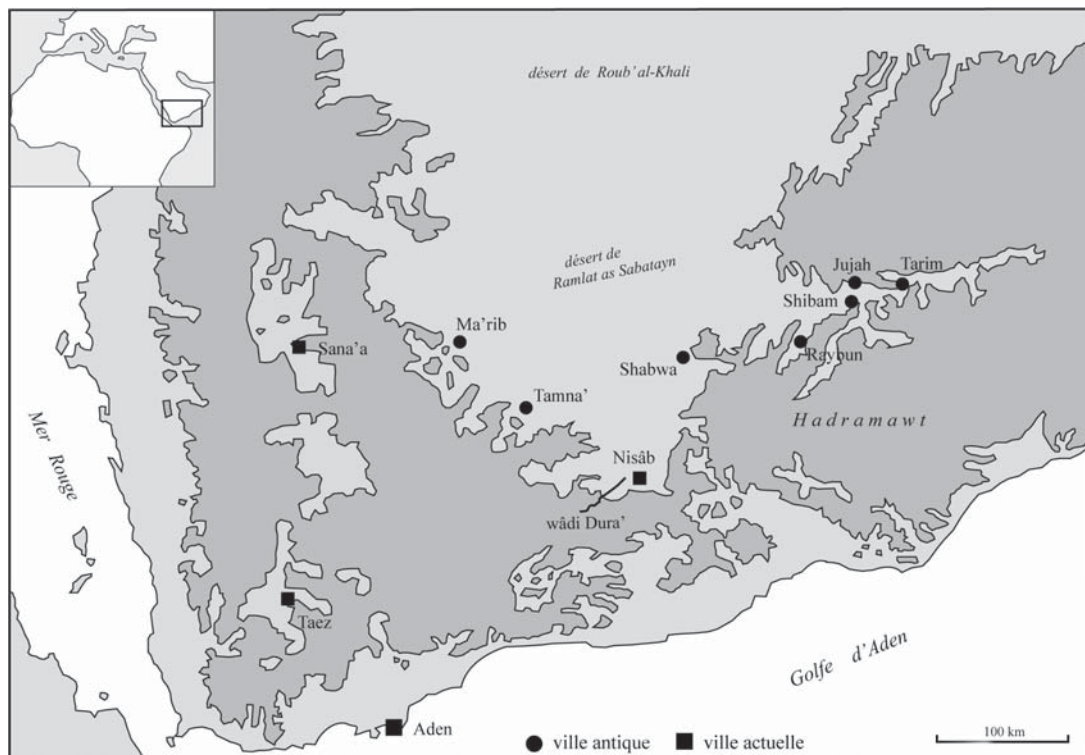 désert de Roub' al-Khali
désert de
Ramlat as Sabatayn
Jujah
Tarim
Shibam
Ma'rib
Sana'a
Raybun
Shabwa
Tamna'
Hadramawt
Mer Rouge
Nisâb
wâdi Dura'
Taez
Golfe d'Aden
Aden
ville antique
ville actuelle
100 km